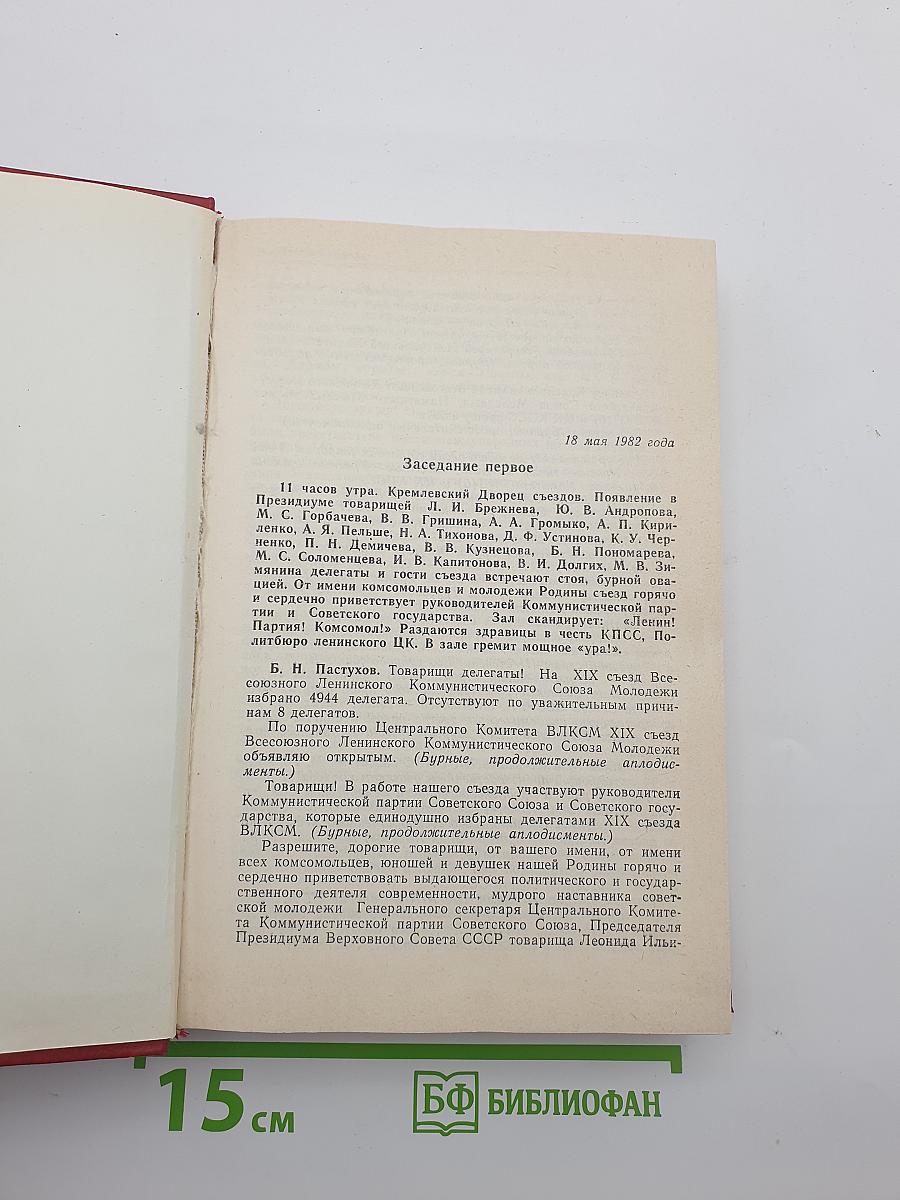 18 мая 1982 года
Заседание первое
11 часов утра. Кремлевский Дворец съездов. Появление в
Президиуме товарищей Л. И. Брежнева, Ю. В. Андропова,
М. С. Горбачева, В. В. Гришина, А. А. Громыко, А. П. Кири-
ленко, А. Я. Пельше, Н. А. Тихонова, Д. Ф. Устинова, К. У. Чер-
ненко, П. Н. Демичева, В. В. Кузнецова, Б. Н. Пономарева,
М. С. Соломенцева, И. В. Капитонова, В. И. Долгих, М. В. Зи-
мянина делегаты и гости съезда встречают стоя, бурной ова-
цией. От имени комсомольцев и молодежи Родины съезд горячо
и сердечно приветствует руководителей Коммунистической пар-
тии и Советского государства. Зал скандирует: «Ленин!
Партия! Комсомол!» Раздаются здравицы в честь КПСС, По-
литбюро ленинского ЦК. В зале гремит мощное «ура!».
Б. Н. Пастухов. Товарищи делегаты! На XIX съезд Все-
союзного Ленинского Коммунистического Союза Молодежи
избрано 4944 делегата. Отсутствуют по уважительным причи-
нам 8 делегатов.
По поручению Центрального Комитета ВЛКСМ XIX съезд
Всесоюзного Ленинского Коммунистического Союза Молодежи
объявляю открытым. (Бурные, продолжительные аплодис-
менты.)
Товарищи! В работе нашего съезда участвуют руководители
Коммунистической партии Советского Союза и Советского госу-
дарства, которые единодушно избраны делегатами XIX съезда
ВЛКСМ. (Бурные, продолжительные аплодисменты.)
Разрешите, дорогие товарищи, от вашего имени, от имени
всех комсомольцев, юношей и девушек нашей Родины горячо и
сердечно приветствовать выдающегося политического и государ-
ственного деятеля современности, мудрого наставника совет-
ской молодежи Генерального секретаря Центрального Комите-
та Коммунистической партии Советского Союза, Председателя
Президиума Верховного Совета СССР товарища Леонида Ильи-
15 см
БФ БИБЛИОФАН